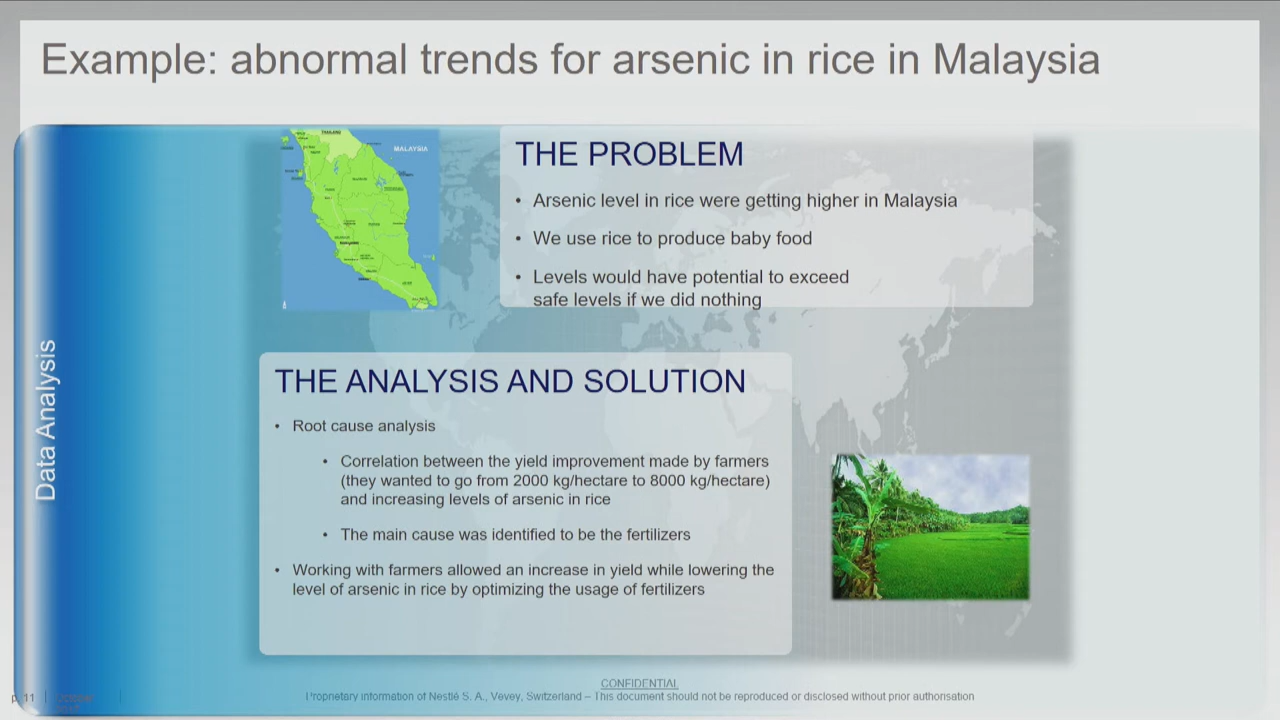 Example: abnormal trends for arsenic in rice in Malaysia
THAILAND
MALAYSIA
THE PROBLEM
• Arsenic level in rice were getting higher in Malaysia
• We use rice to produce baby food
• Levels would have potential to exceed
safe levels if we did nothing
Data Analysis
THE ANALYSIS AND SOLUTION
• Root cause analysis
• Correlation between the yield improvement made by farmers
(they wanted to go from 2000 kg/hectare to 8000 kg/hectare)
and increasing levels of arsenic in rice
• The main cause was identified to be the fertilizers
• Working with farmers allowed an increase in yield while lowering the
level of arsenic in rice by optimizing the usage of fertilizers
CONFIDENTIAL
Proprietary information of Nestlé S. A., Vevey, Switzerland – This document should not be reproduced or disclosed without prior authorisation
p. 11 | October